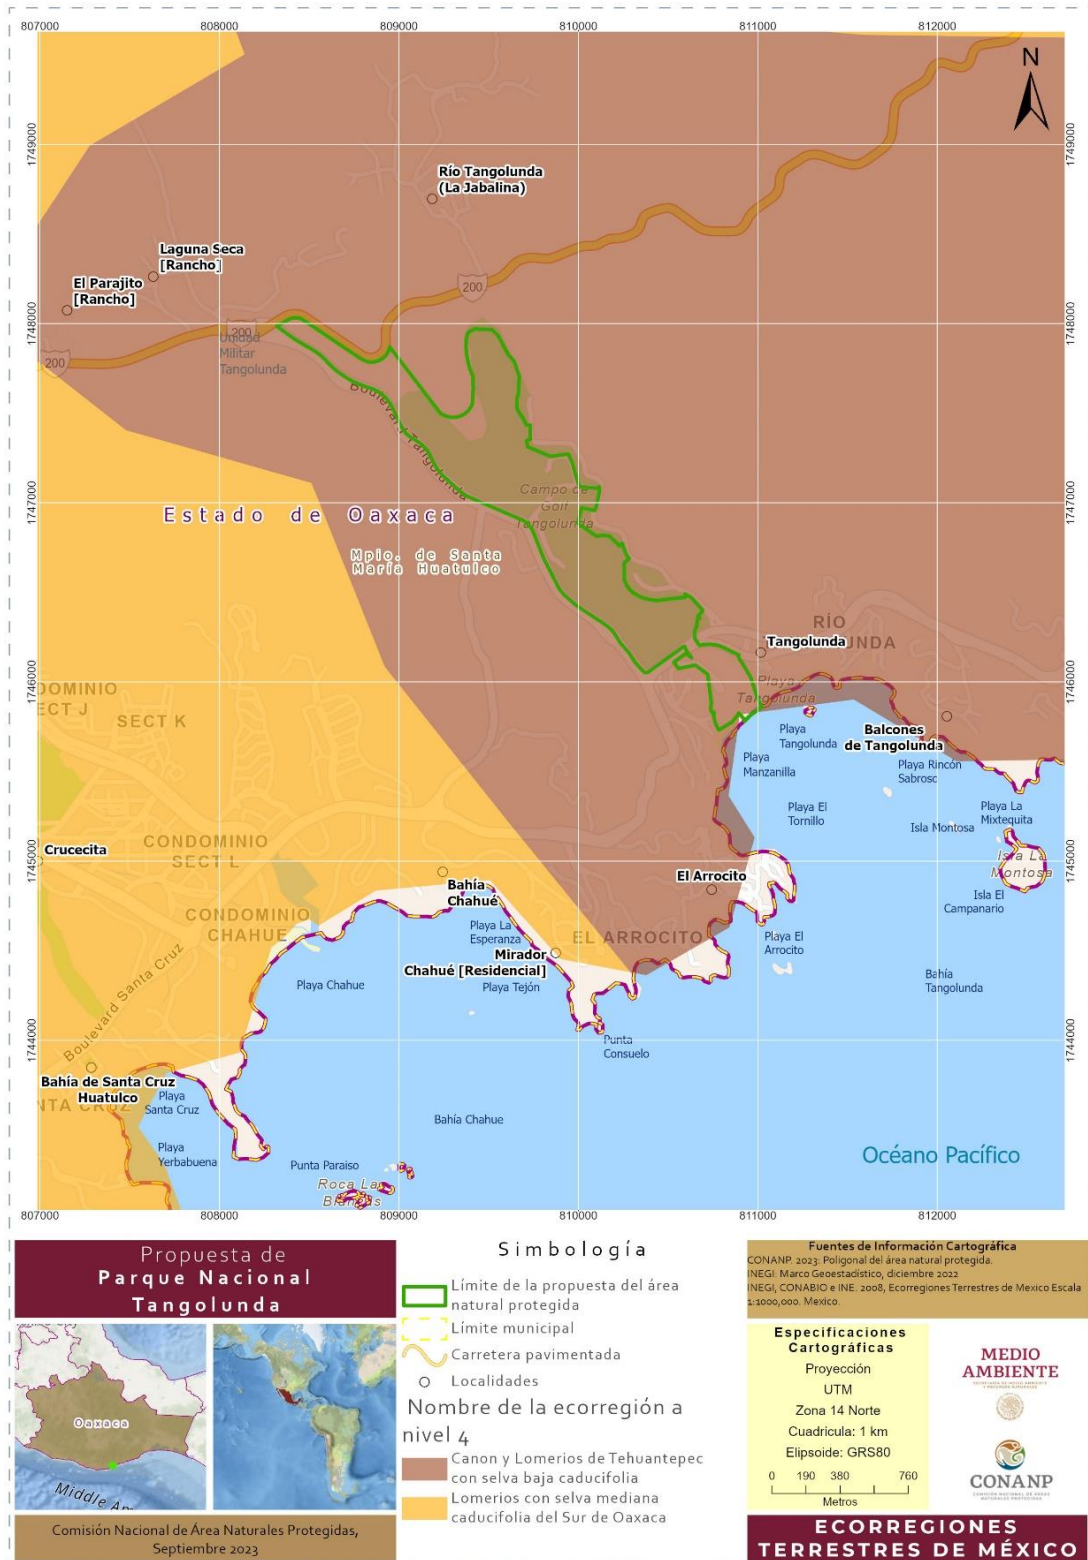 807000
808000
809000
810000
811000
812000
N
1749000
1749000
Río Tangolunda
(La Jabalina)
Laguna Seca
[Rancho]
El Parajito
[Rancho]
200
1748000
1748000
200
Unidad
Militar
Tangolunda
200
Boulevard Tangolunda
1747000
1747000
Campo de
Golf
Tangolunda
Estado de Oaxaca
Mpio. de Santa
María Huatulco
RÍO
Tangolunda
1746000
1746000
SECT K
Playa
Tangolunda
Playa
Tangolunda
Balcones
de Tangolunda
Playa
Manzanilla
Playa Rincón
Sabroso
Playa El
Tornillo
Playa La
Mixtequita
Isla Montosa
CONDOMINIO
SECT L
Crucecita
1745000
1745000
Isla La
Montosa
Bahía
Chahué
El Arrocito
Isla El
Campanario
CONDOMINIO
CHAHUE
Playa La
Esperanza
EL ARROCITO
Playa El
Arrocito
Mirador
Chahué [Residencial]
Playa Chahue
Playa Tejón
Bahía
Tangolunda
Boulevard Santa Cruz
1744000
1744000
Punta
Consuelo
Bahía de Santa Cruz
Huatulco
Playa
Santa Cruz
Bahía Chahue
Playa
Yerbabuena
Océano Pacífico
Punta Paraiso
Roca La
807000
808000
809000
810000
811000
812000
Propuesta de
Parque Nacional
Tangolunda
Oaxaca
Comisión Nacional de Área Naturales Protegidas,
Septiembre 2023
Simbología
Límite de la propuesta del área
natural protegida
Límite municipal
Carretera pavimentada
Localidades
Nombre de la ecorregión a
nivel 4
Canon y Lomerios de Tehuantepec
con selva baja caducifolia
Lomerios con selva mediana
caducifolia del Sur de Oaxaca
Fuentes de Información Cartográfica
CONANP. 2023: Poligonal del área natural protegida.
INEGI: Marco Geoestadístico, diciembre 2022
INEGI, CONABIO e INE. 2008, Ecorregiones Terrestres de Mexico Escala
1:1000,000. Mexico.
Especificaciones
Cartográficas
Proyección
UTM
Zona 14 Norte
Cuadricula: 1 km
Elipsoide: GRS80
0 190 380 760
Metros
MEDIO
AMBIENTE
CONANP
ECORREGIONES
TERRESTRES DE MÉXICO